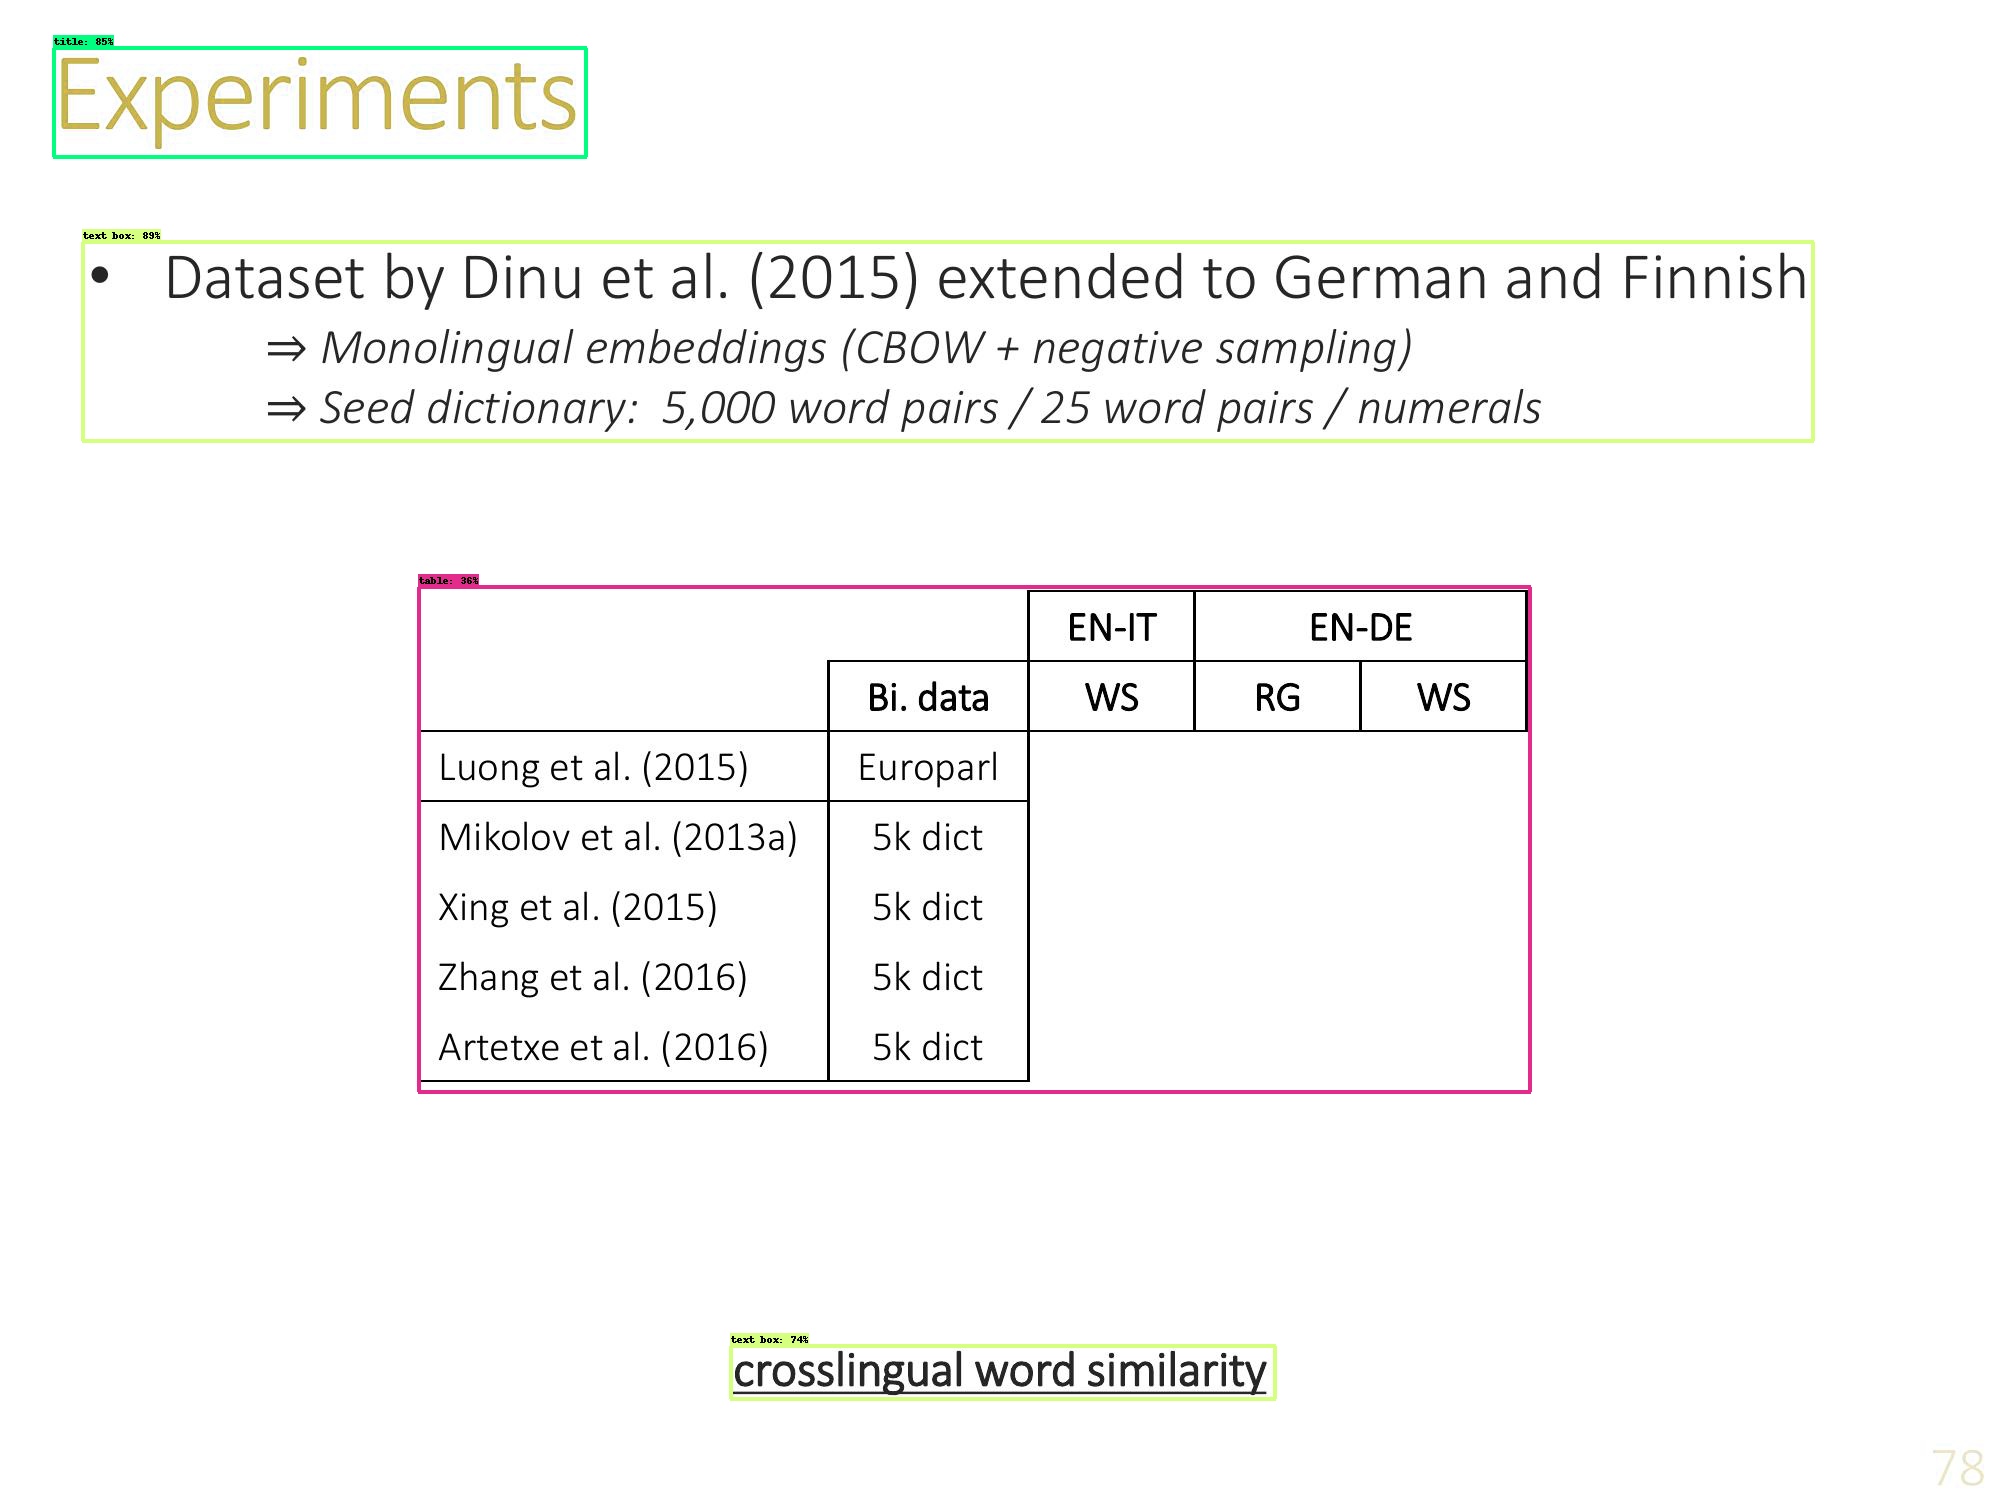 title: 85%
Experiments
text box: 89%
• Dataset by Dinu et al. (2015) extended to German and Finnish
⇒ Monolingual embeddings (CBOW + negative sampling)
⇒ Seed dictionary: 5,000 word pairs / 25 word pairs / numerals
table: 36%
EN-IT EN-DE
Bi. data WS RG WS
Luong et al. (2015) Europarl
Mikolov et al. (2013a) 5k dict
Xing et al. (2015) 5k dict
Zhang et al. (2016) 5k dict
Artetxe et al. (2016) 5k dict
text box: 74%
crosslingual word similarity
78